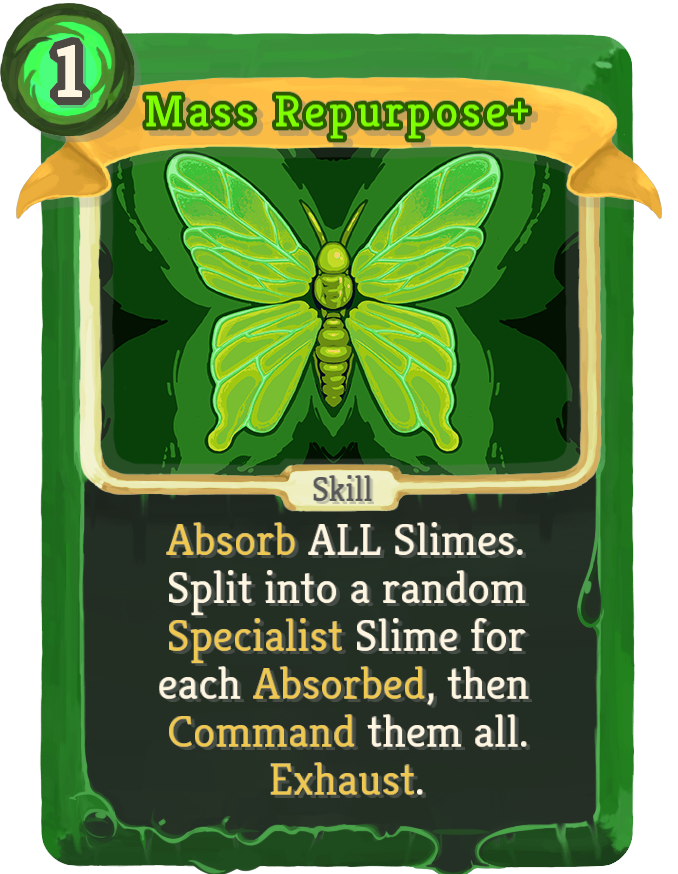 1
Mass Repurpose+
Skill
Absorb ALL Slimes.
Split into a random
Specialist Slime for
each Absorbed, then
Command them all.
Exhaust.